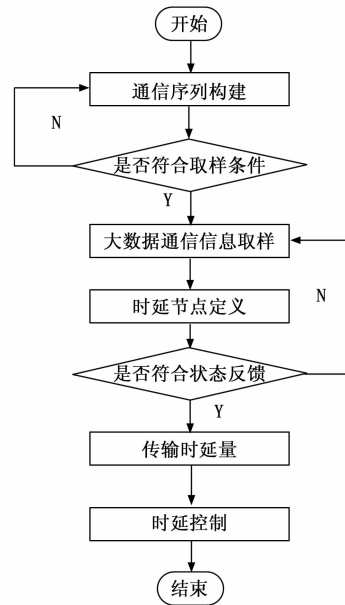 开始
通信序列构建
N
是否符合取样条件
Y
大数据通信信息取样
时延节点定义
N
是否符合状态反馈
Y
传输时延量
时延控制
结束